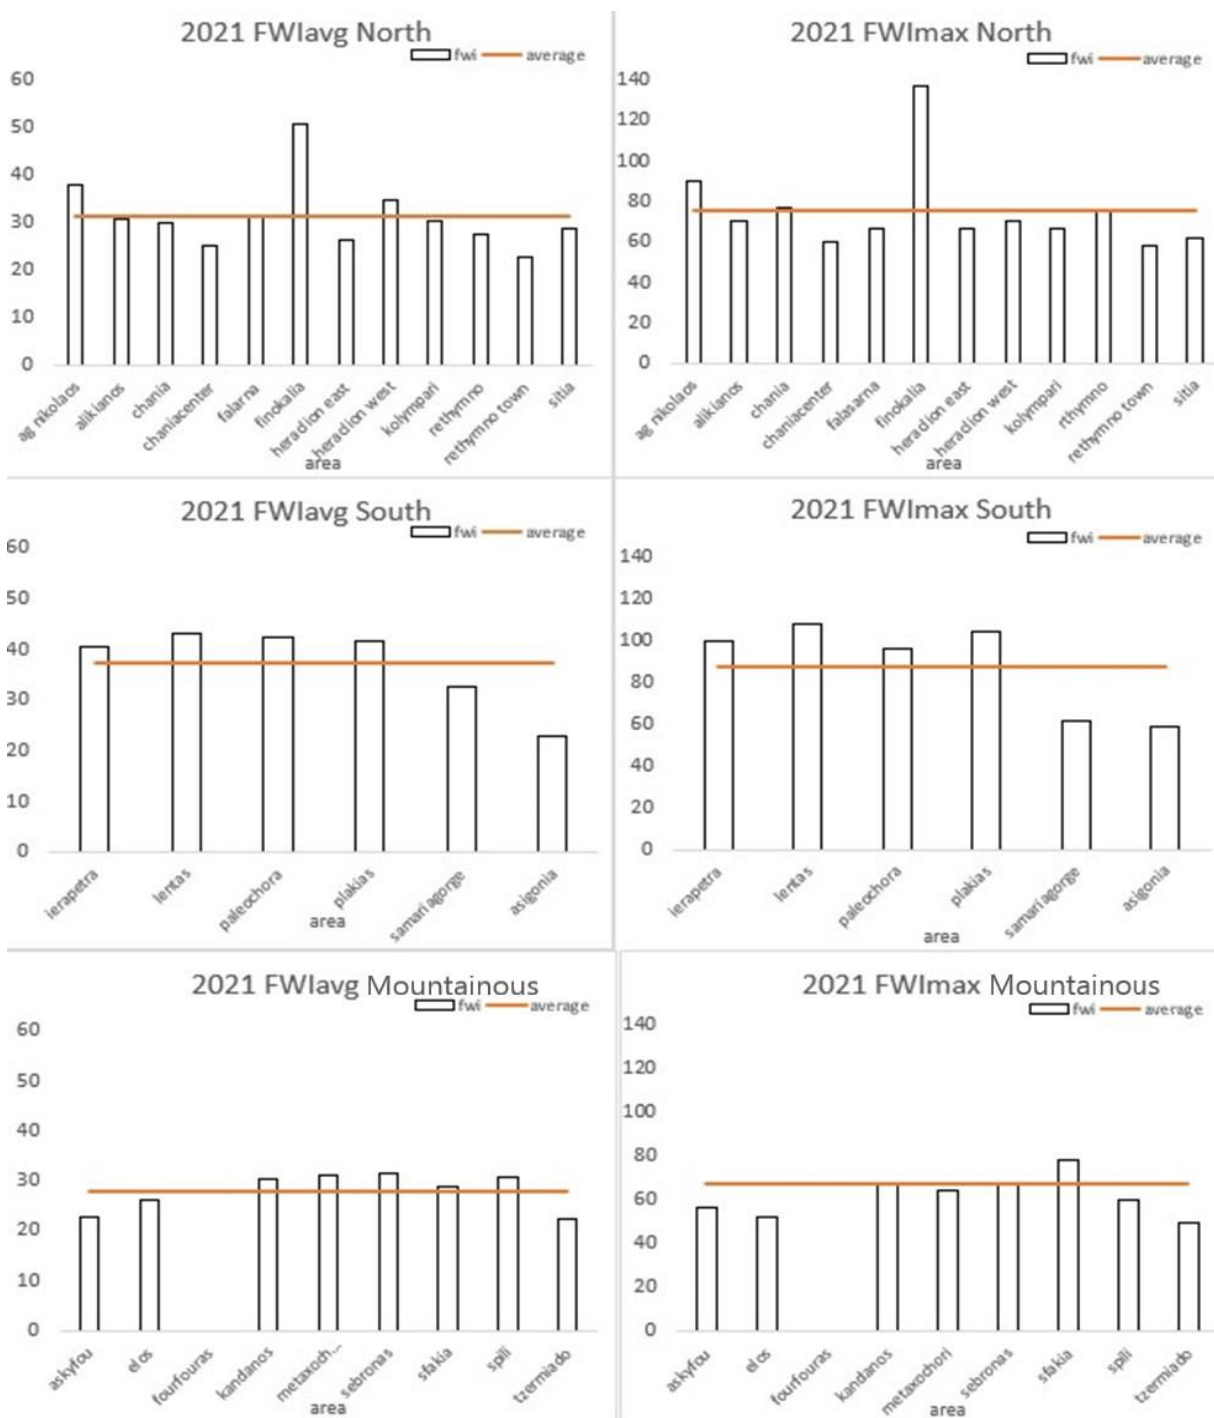 2021 FWIavg North
fwi average
60
50
40
30
20
10
0
ag nikolaos
alikianos
chania
chaniacenter
falarna
finokalia
heraclion east
heraclion west
kolympari
rethymno
rethymno town
sitia
area
2021 FWImax North
fwi average
140
120
100
80
60
40
20
0
ag nikolaos
alikianos
chania
chaniacenter
falasarna
finokalia
heraclion east
heraclion west
kolympari
rthymno
rethymno town
sitia
area
2021 FWIavg South
fwi average
60
50
40
30
20
10
0
ierapetra
lentas
paleochora
plakias
samariagorge
asigonia
area
2021 FWImax South
fwi average
140
120
100
80
60
40
20
0
ierapetra
lentas
paleochora
plakias
samariagorge
asigonia
area
2021 FWIavg Mountainous
fwi average
60
50
40
30
20
10
0
askyfou
elos
fourfouras
kandanos
metaxoch...
sebronas
sfakia
spili
tzermiado
area
2021 FWImax Mountainous
fwi average
140
120
100
80
60
40
20
0
askyfou
elos
fourfouras
kandanos
metaxochori
sebronas
sfakia
spili
tzermiado
area